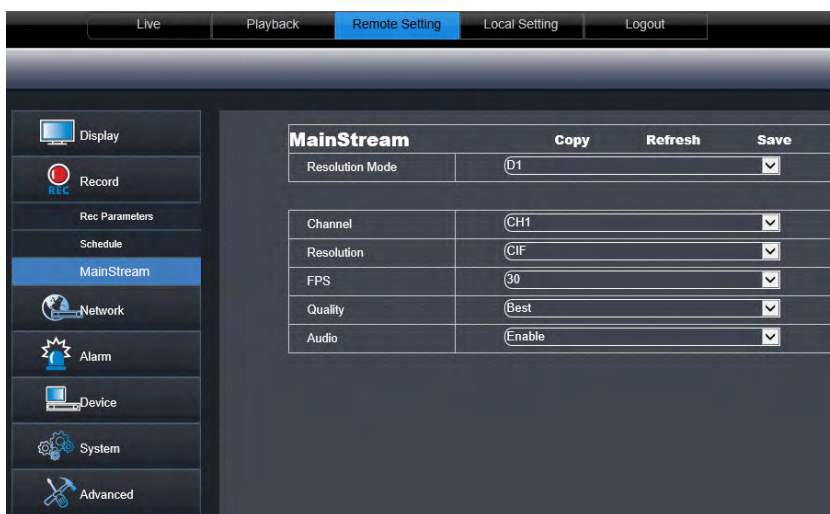 Live Playback Remote Setting Local Setting Logout
Display
REC Record
Rec Parameters
Schedule
MainStream
Network
Alarm
Device
System
Advanced
MainStream Copy Refresh Save
Resolution Mode D1
Channel CH1
Resolution CIF
FPS 30
Quality Best
Audio Enable